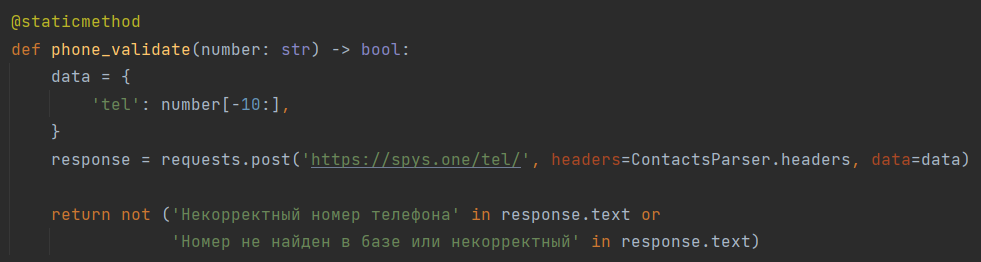 @staticmethod
def phone_validate(number: str) -> bool:
    data = {
        'tel': number[-10:],
    }
    response = requests.post('https://spys.one/tel/', headers=ContactsParser.headers, data=data)
    return not ('Некорректный номер телефона' in response.text or
                'Номер не найден в базе или некорректный' in response.text)